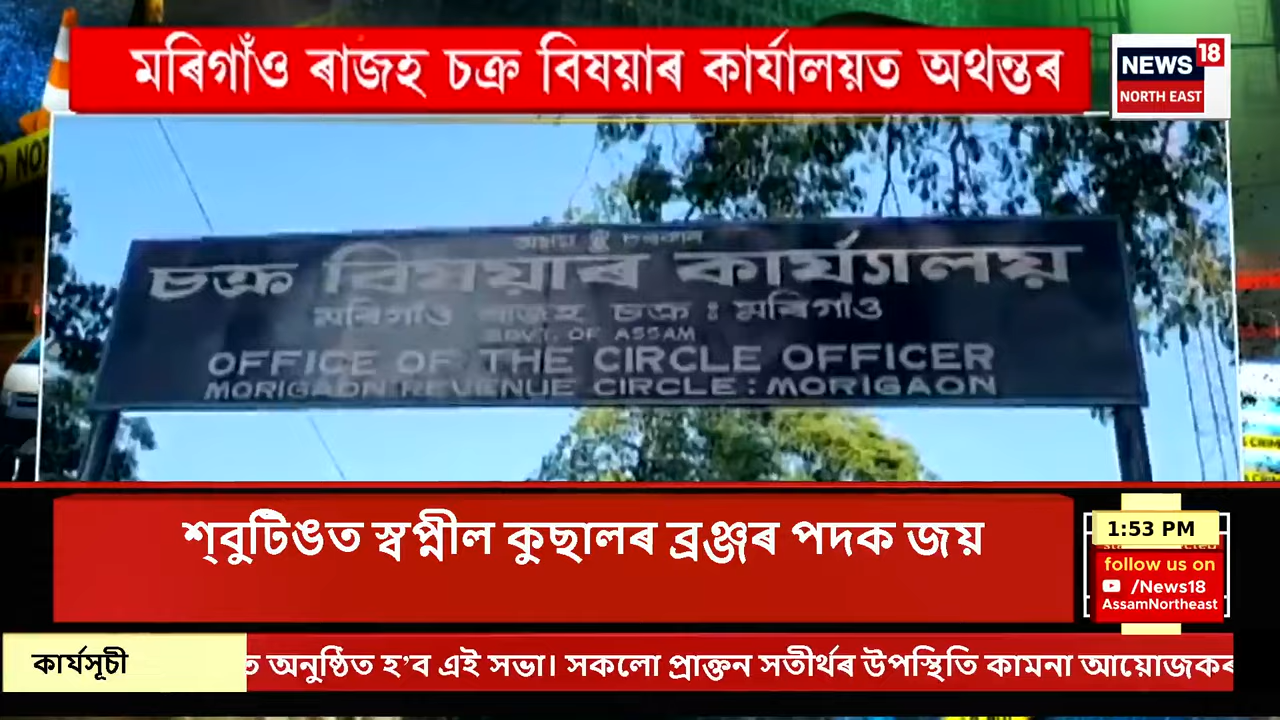 মৰিগাঁও ৰাজহ চক্ৰ বিষয়াৰ কাৰ্যালয়ত অথন্তৰ
NEWS 18
NORTH EAST
অসম চৰকাৰ
চক্ৰ বিষয়াৰ কাৰ্য্যালয়
মৰিগাঁও ৰাজহ চক্ৰ : মৰিগাঁও
GOVT. OF ASSAM
OFFICE OF THE CIRCLE OFFICER
MORIGAON REVENUE CIRCLE : MORIGAON
শ্বুটিঙত স্বপ্নীল কুছালৰ ব্ৰঞ্জৰ পদক জয়
1:53 PM
follow us on
/News18
AssamNortheast
কাৰ্যসূচী
ত অনুষ্ঠিত হ'ব এই সভা। সকলো প্ৰাক্তন সতীৰ্থৰ উপস্থিতি কামনা আয়োজকৰ